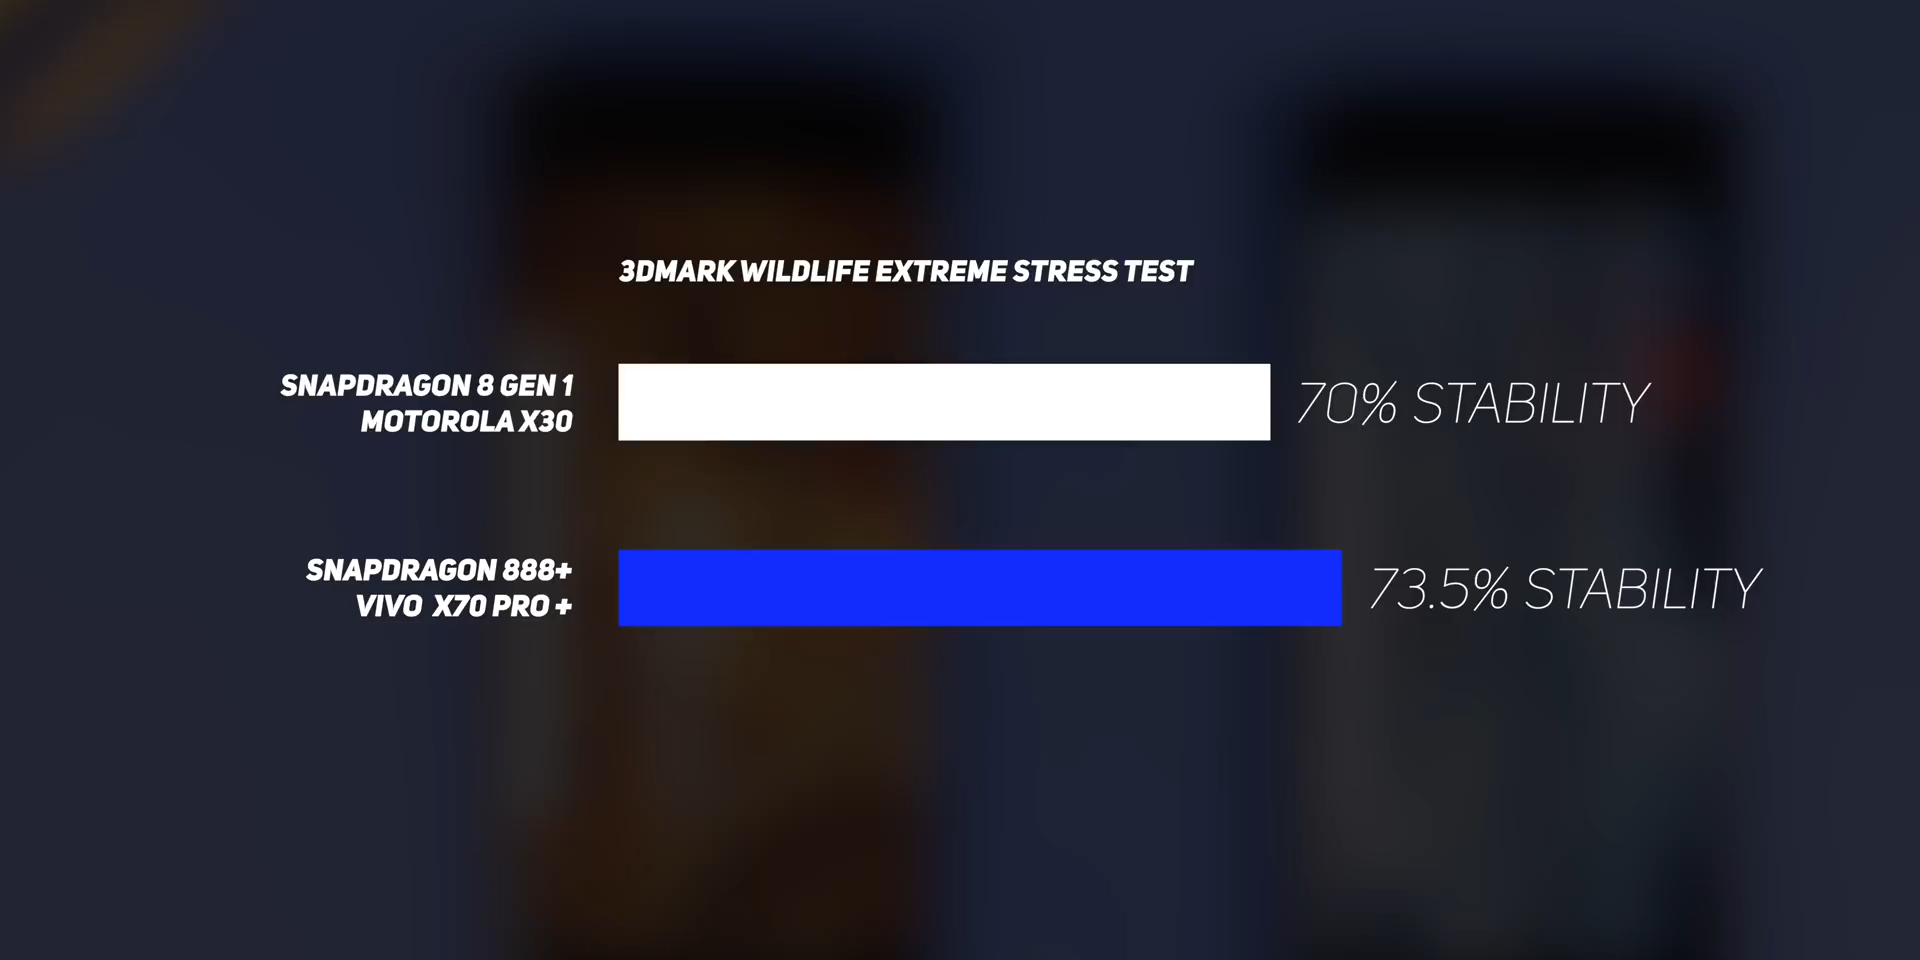 3DMARK WILDLIFE EXTREME STRESS TEST
SNAPDRAGON 8 GEN 1
MOTOROLA X30
70% STABILITY
SNAPDRAGON 888+
VIVO X70 PRO +
73.5% STABILITY